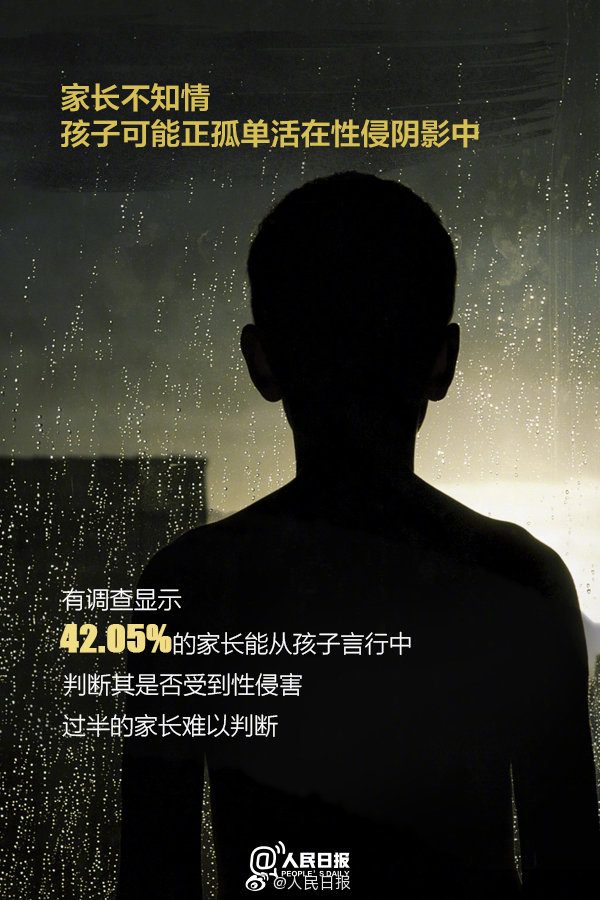 家长不知情
孩子可能正孤单活在性侵阴影中
有调查显示
42.05%的家长能从孩子言行中
判断其是否受到性侵害
过半的家长难以判断
@人民日报
PEOPLE'S DAILY
@人民日报